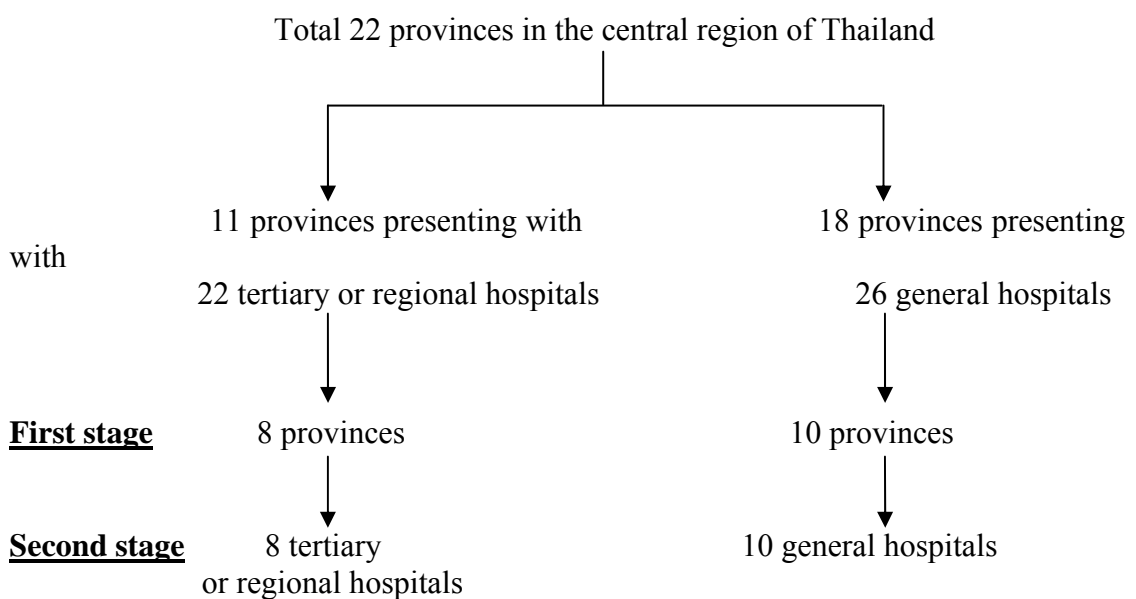 Total 22 provinces in the central region of Thailand
11 provinces presenting with 18 provinces presenting
with
22 tertiary or regional hospitals 26 general hospitals
First stage 8 provinces 10 provinces
Second stage 8 tertiary 10 general hospitals
or regional hospitals